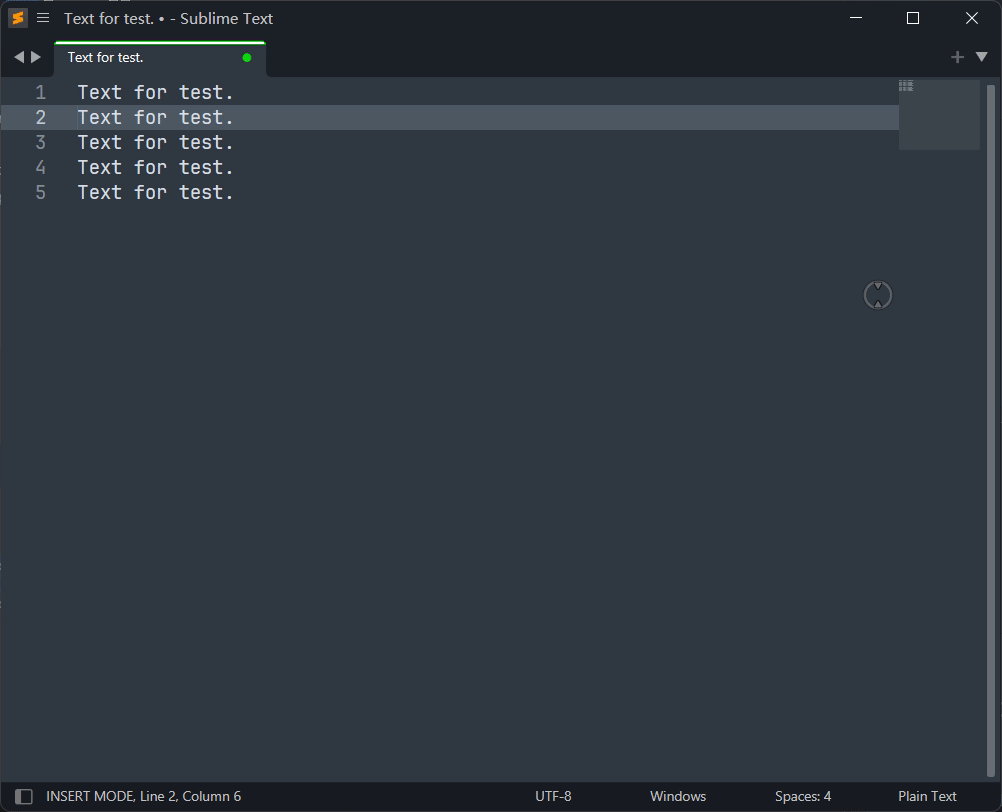 Text for test. • - Sublime Text
Text for test.
1 Text for test.
2 Text for test.
3 Text for test.
4 Text for test.
5 Text for test.
INSERT MODE, Line 2, Column 6 UTF-8 Windows Spaces: 4 Plain Text